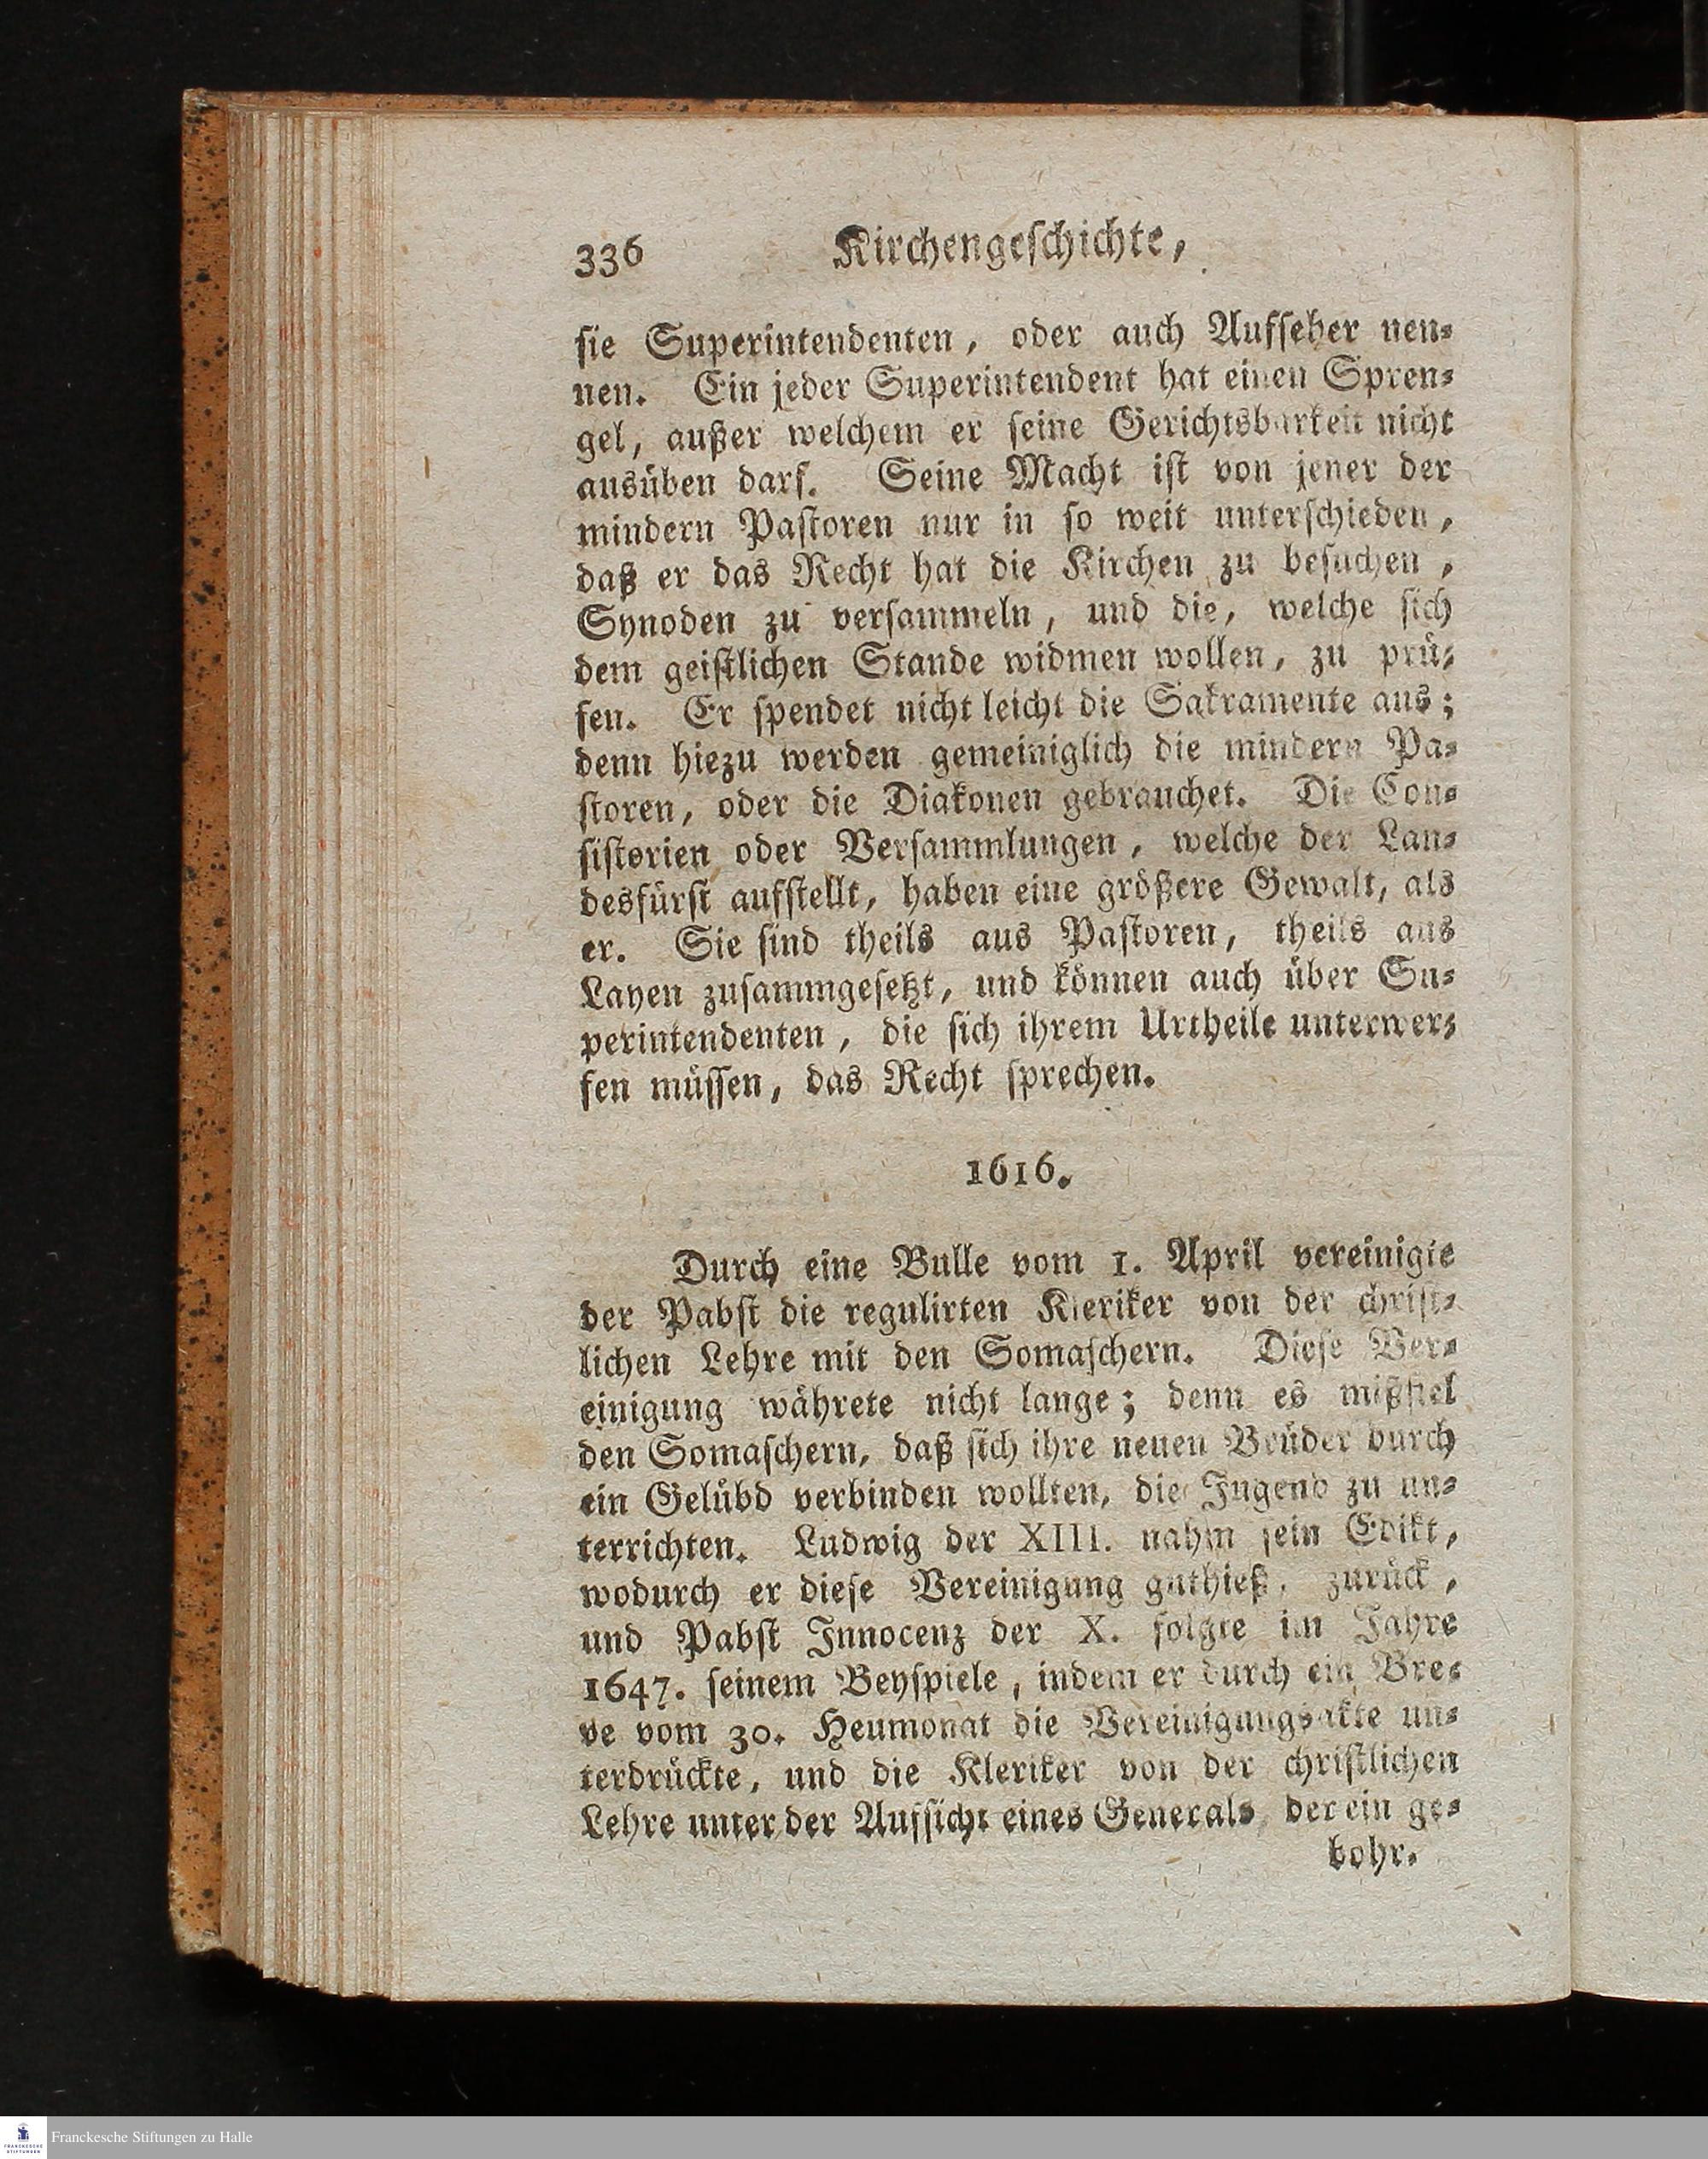 336 Kirchengeschichte,
sie Superintendenten, oder auch Aufseher nen-
nen. Ein jeder Superintendent hat einen Spren-
gel, außer welchem er seine Gerichtsbarkeit nicht
ausüben darf. Seine Macht ist von jener der
mindern Pastoren nur in so weit unterschieden,
daß er das Recht hat die Kirchen zu besuchen,
Synoden zu versammeln, und die, welche sich
dem geistlichen Stande widmen wollen, zu prü-
fen. Er spendet nicht leicht die Sakramente aus;
denn hiezu werden gemeiniglich die mindern Pa-
storen, oder die Diakonen gebrauchet. Die Con-
sistorien oder Versammlungen, welche der Lan-
desfürst aufstellt, haben eine größere Gewalt, als
er. Sie sind theils aus Pastoren, theils aus
Layen zusammgesetzt, und können auch über Su-
perintendenten, die sich ihrem Urtheile unterwer-
fen müssen, das Recht sprechen.
1616.
Durch eine Bulle vom 1. April vereinigte
der Pabst die regulirten Kleriker von der christ-
lichen Lehre mit den Somaschern. Diese Ver-
einigung währete nicht lange; denn es mißfiel
den Somaschern, daß sich ihre neuen Brüder durch
ein Gelübd verbinden wollten, die Jugend zu un-
terrichten. Ludwig der XIII. nahm sein Edikt,
wodurch er diese Vereinigung guthieß, zurück,
und Pabst Innocenz der X. folgte im Jahre
1647. seinem Beyspiele, indem er durch ein Bre-
ve vom 30. Heumonat die Vereinigungsakte un-
terdrückte, und die Kleriker von der christlichen
Lehre unter der Aufsicht eines Generals, der ein ge-
bohr.
Franckesche Stiftungen zu Halle
FRANCKESCHE
STIFTUNGEN